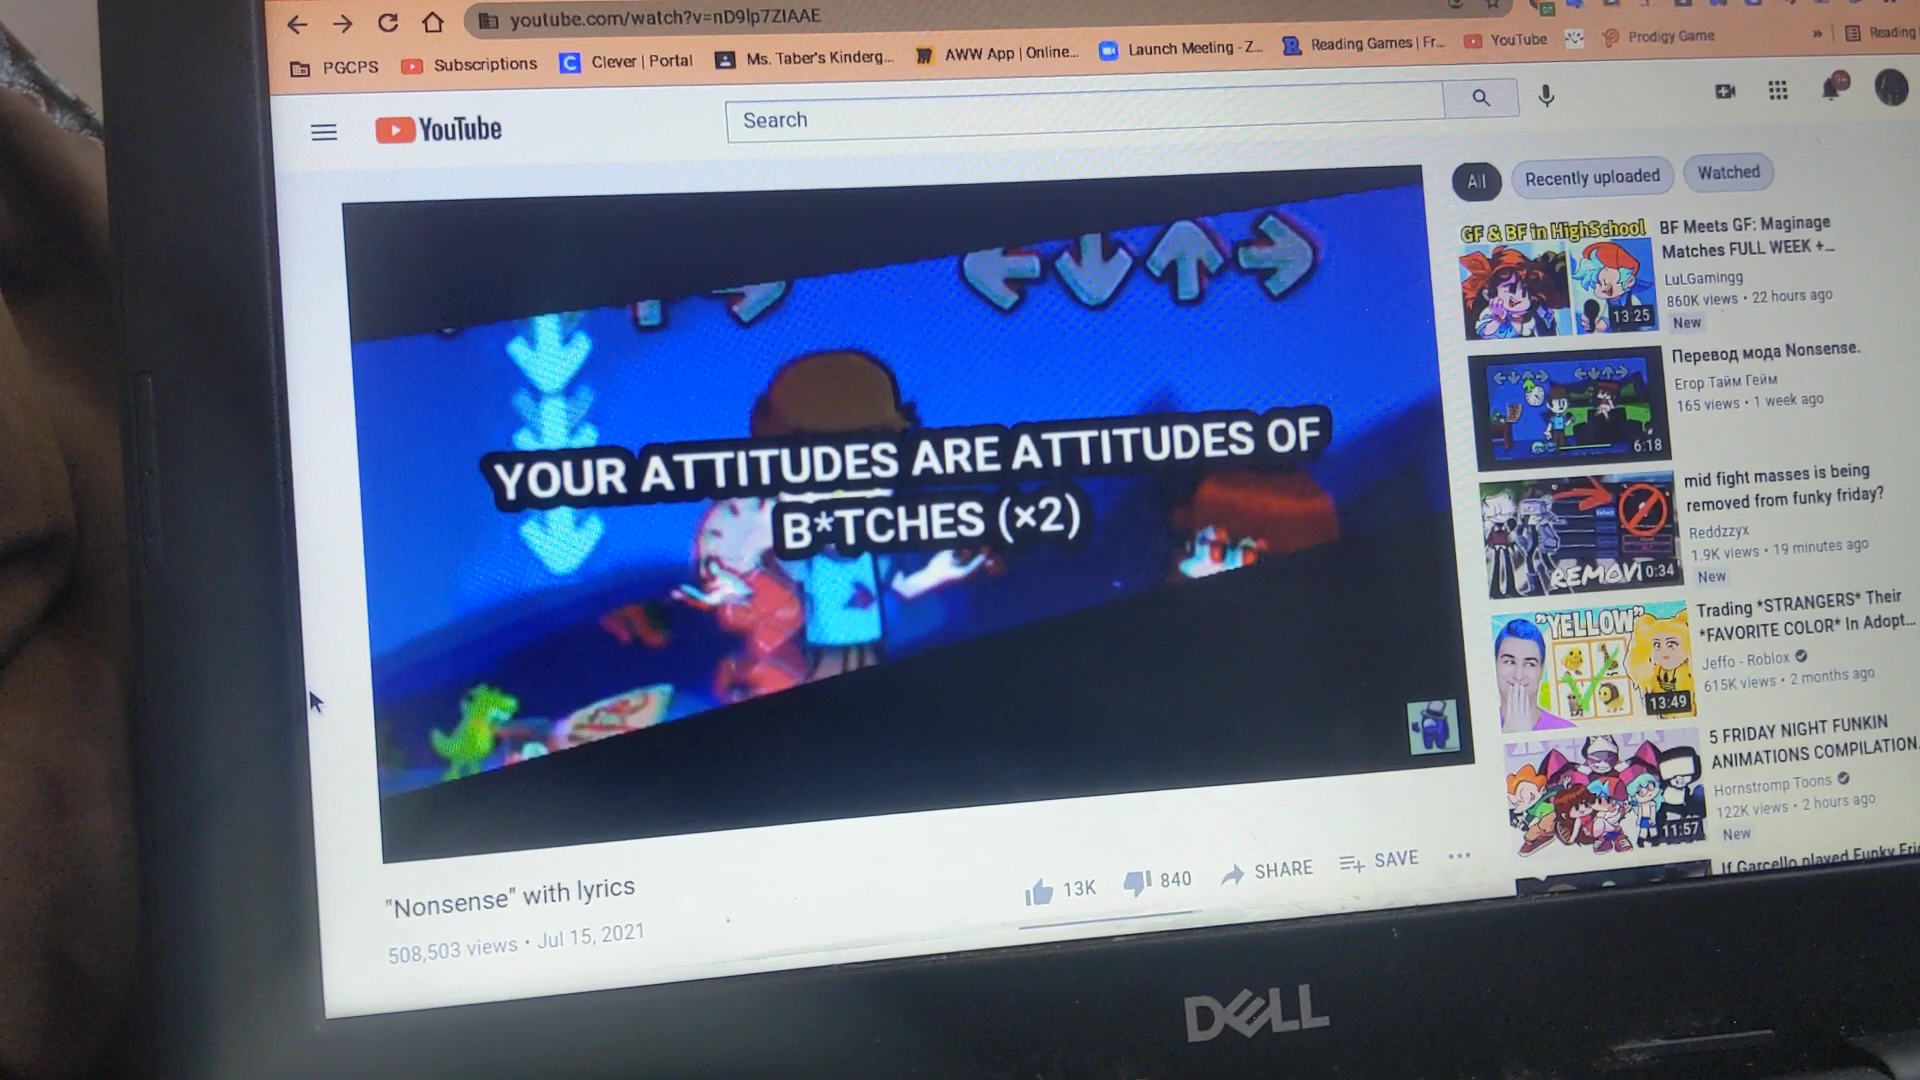 youtube.com/watch?v=nD9lp7ZIAAE
PGCPS
Subscriptions
Clever | Portal
Ms. Taber's Kinderg...
AWW App | Online...
Launch Meeting - Z...
Reading Games | Fr...
YouTube
Prodigy Game
»
Reading
YouTube
Search
All
Recently uploaded
Watched
YOUR ATTITUDES ARE ATTITUDES OF
B*TCHES (×2)
"Nonsense" with lyrics
508,503 views • Jul 15, 2021
13K
840
SHARE
SAVE
GF & BF in HighSchool
13:25
BF Meets GF: Maginage
Matches FULL WEEK +...
LulGamingg
860K views • 22 hours ago
New
6:18
Перевод мода Nonsense.
Егор Тайм Гейм
165 views • 1 week ago
REMOV
0:34
mid fight masses is being
removed from funky friday?
Reddzzyx
1.9K views • 19 minutes ago
New
"YELLOW"
13:49
Trading *STRANGERS* Their
*FAVORITE COLOR* In Adopt...
Jeffo - Roblox
615K views • 2 months ago
11:57
5 FRIDAY NIGHT FUNKIN
ANIMATIONS COMPILATION
Hornstromp Toons
122K views • 2 hours ago
New
If Garcello played Funky Fri
DELL